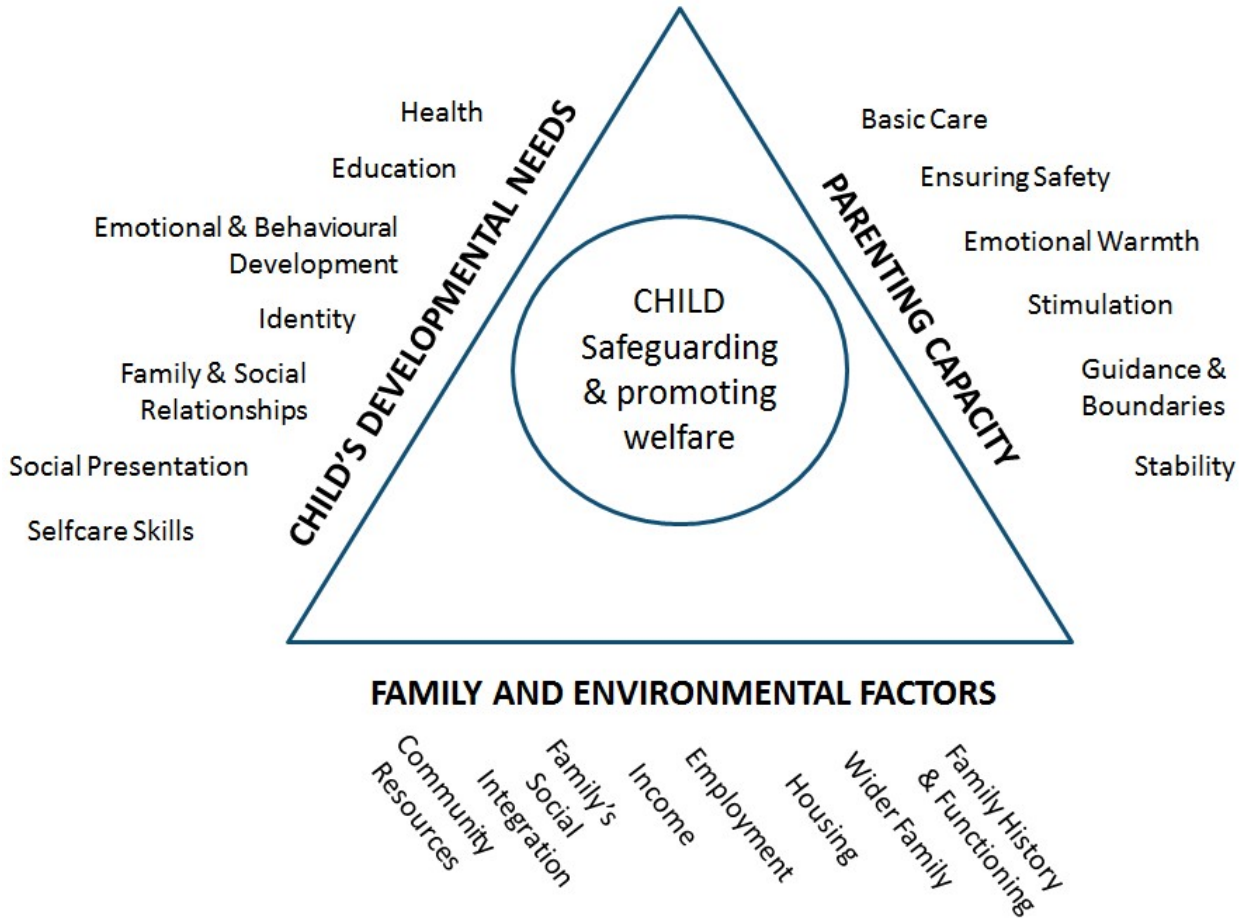 Health
Education
Emotional & Behavioural
Development
Identity
Family & Social
Relationships
Social Presentation
Selfcare Skills
CHILD'S DEVELOPMENTAL NEEDS
CHILD
Safeguarding
& promoting
welfare
PARENTING CAPACITY
Basic Care
Ensuring Safety
Emotional Warmth
Stimulation
Guidance &
Boundaries
Stability
FAMILY AND ENVIRONMENTAL FACTORS
Community
Resources
Family's
Social
Integration
Income
Employment
Housing
Wider Family
Family History
& Functioning